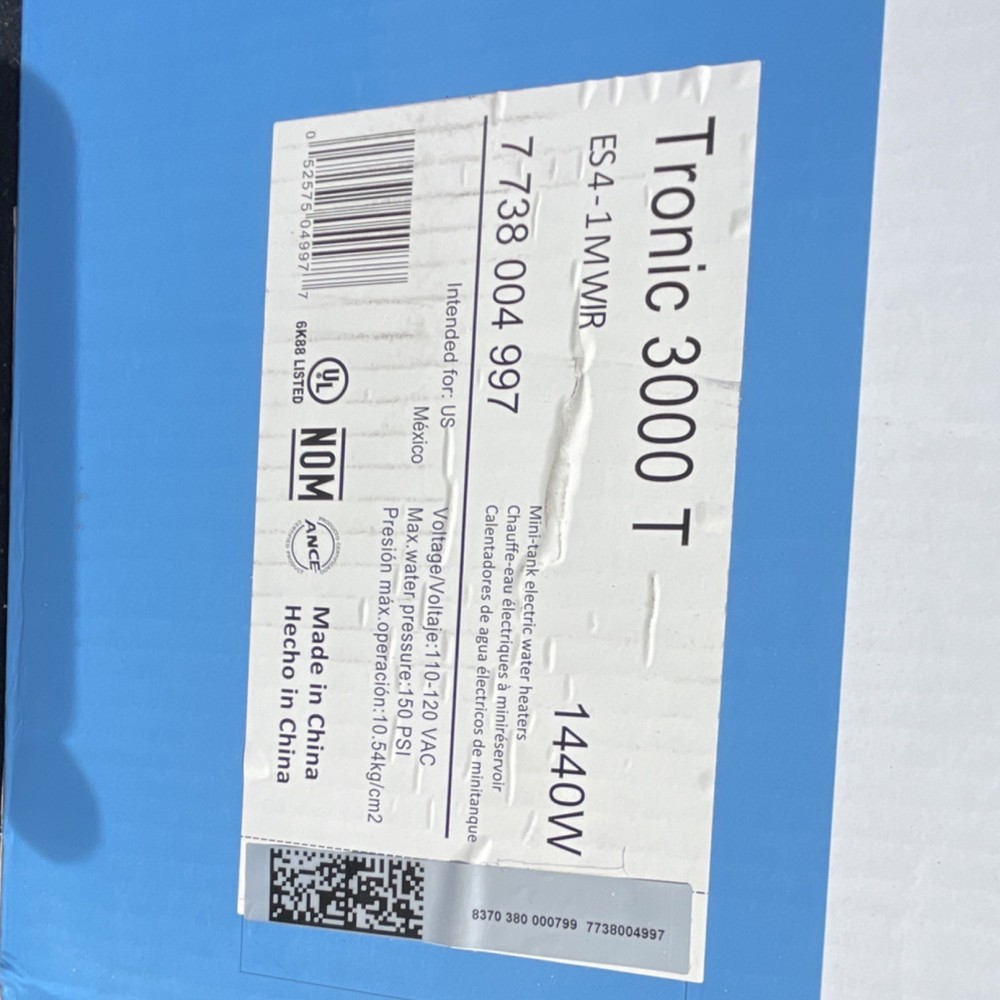 Tronic 3000 T
ES4-1MWIR
1440W
7 738 004 997
Mini-tank electric water heaters
Chauffe-eau électriques à miniréservoir
Calentadores de agua électricos de minitanque
Intended for: US
México
Voltage/Voltaje:110-120 VAC
Max.water pressure:150 PSI
Presión máx.operación:10.54kg/cm2
0 52575 04997 7
UL
6K88 LISTED
NOM
ANCE
Made in China
Hecho in China
8370 380 000799 7738004997